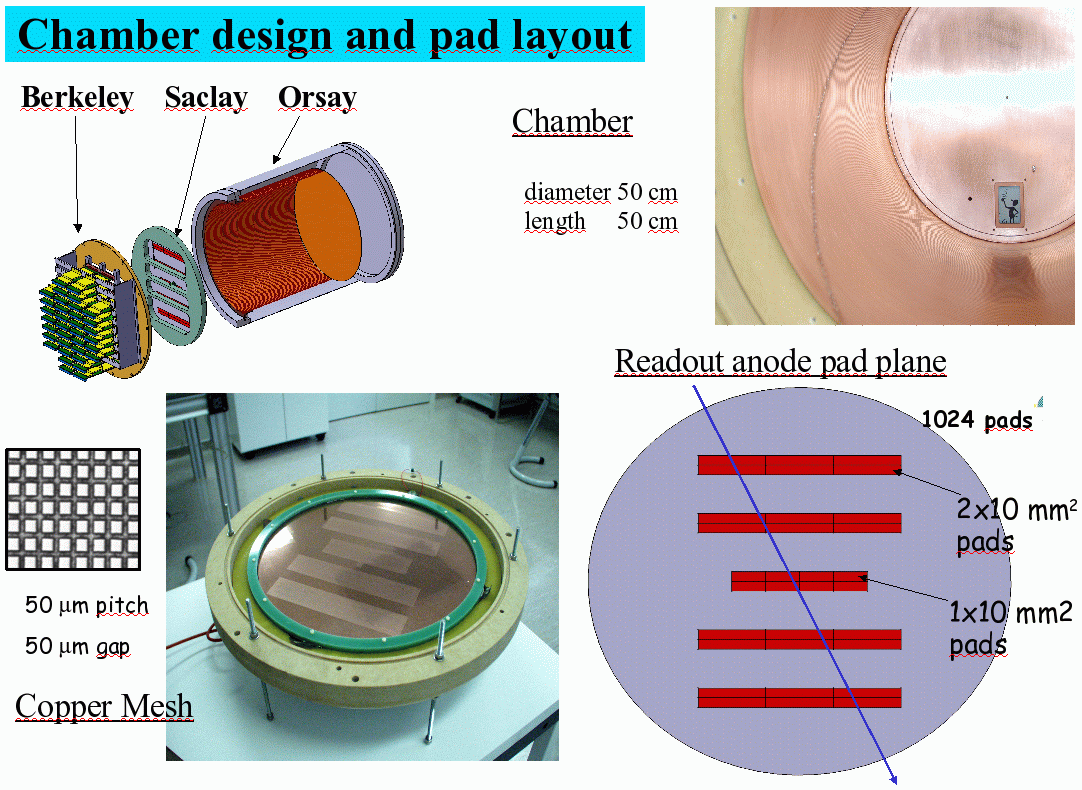 Chamber design and pad layout
Berkeley Saclay Orsay
Chamber
diameter 50 cm
length 50 cm
Readout anode pad plane
1024 pads
2x10 mm²
pads
1x10 mm2
pads
50 μm pitch
50 μm gap
Copper Mesh